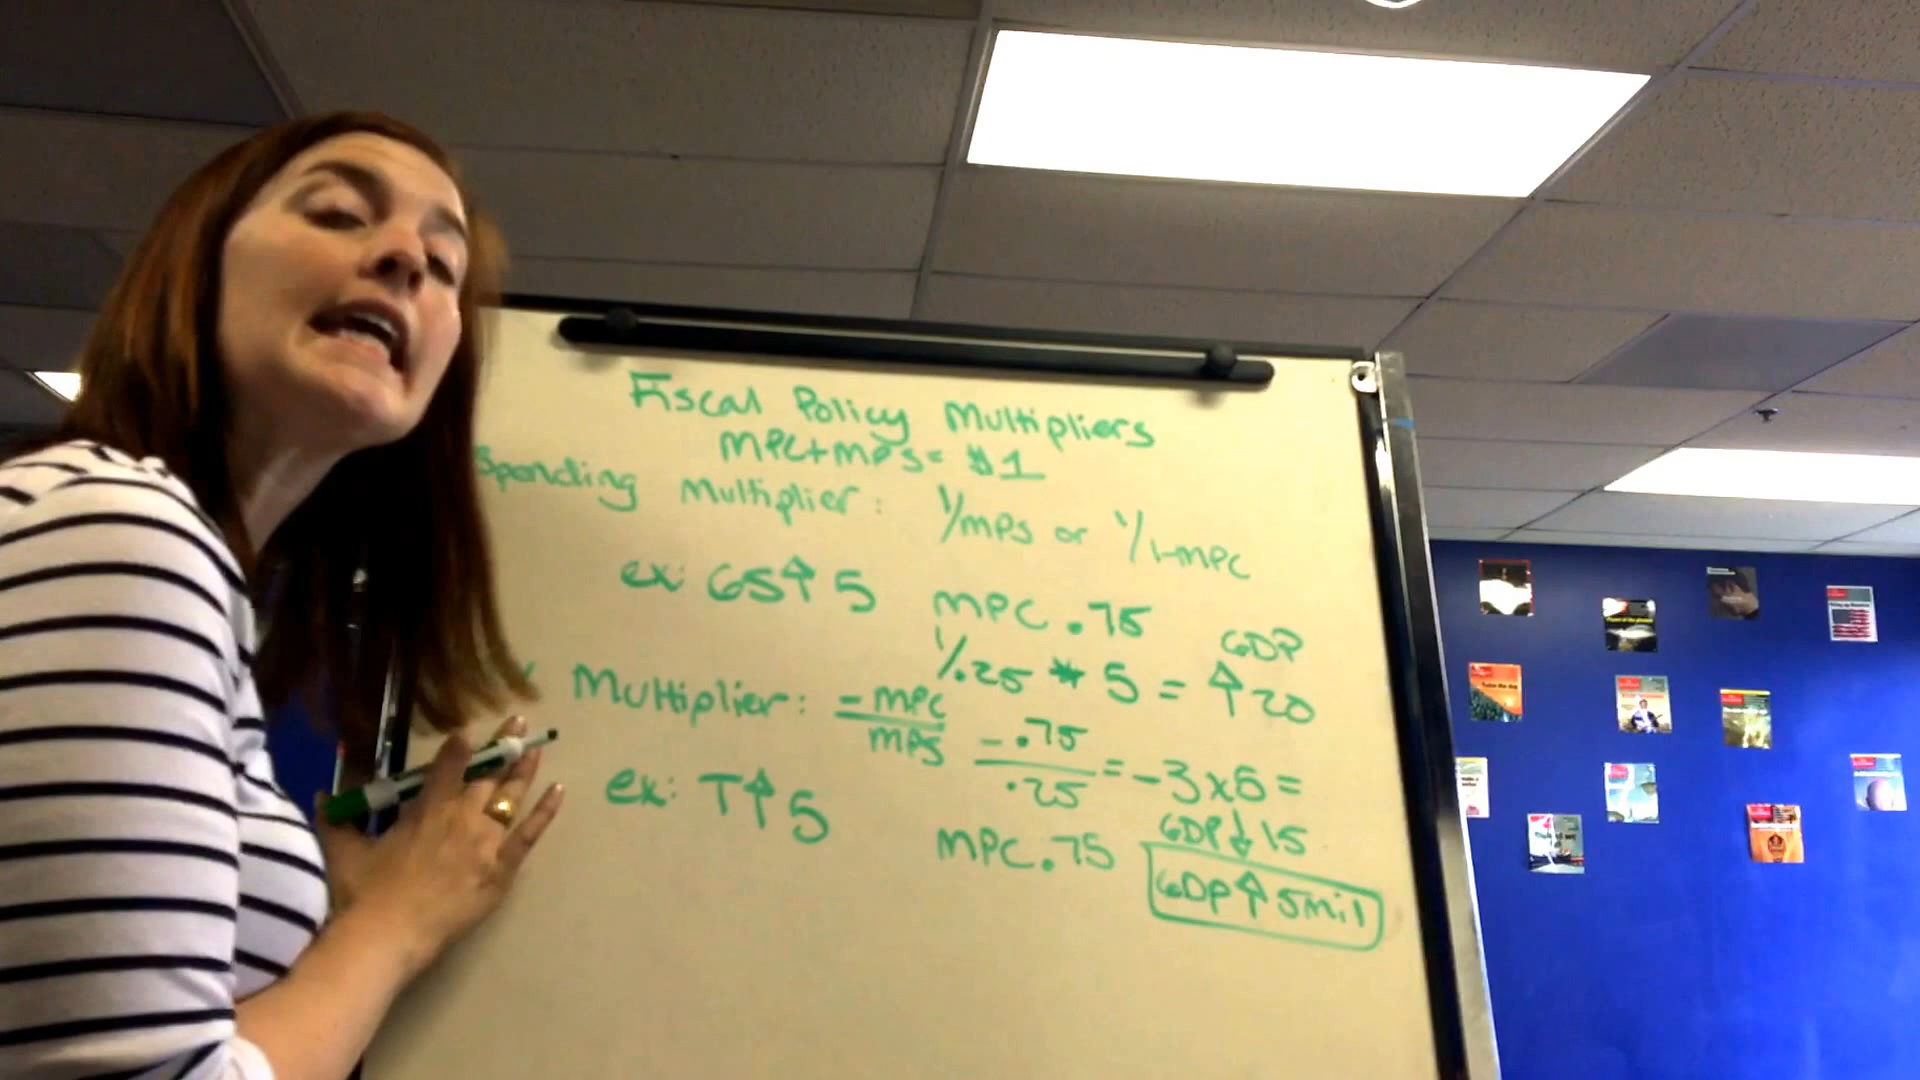 Fiscal Policy Multipliers
MPC+MPS= $1
Spending Multiplier: 1/MPS or 1/1-MPC
ex: GS↑ 5 MPC .75
1/.25 * 5 = ↑20 GDP
Multiplier: -MPC/MPS -.75/.25 = -3x5=
ex: T↑ 5
MPC .75 GDP↓15
GDP↑5mil